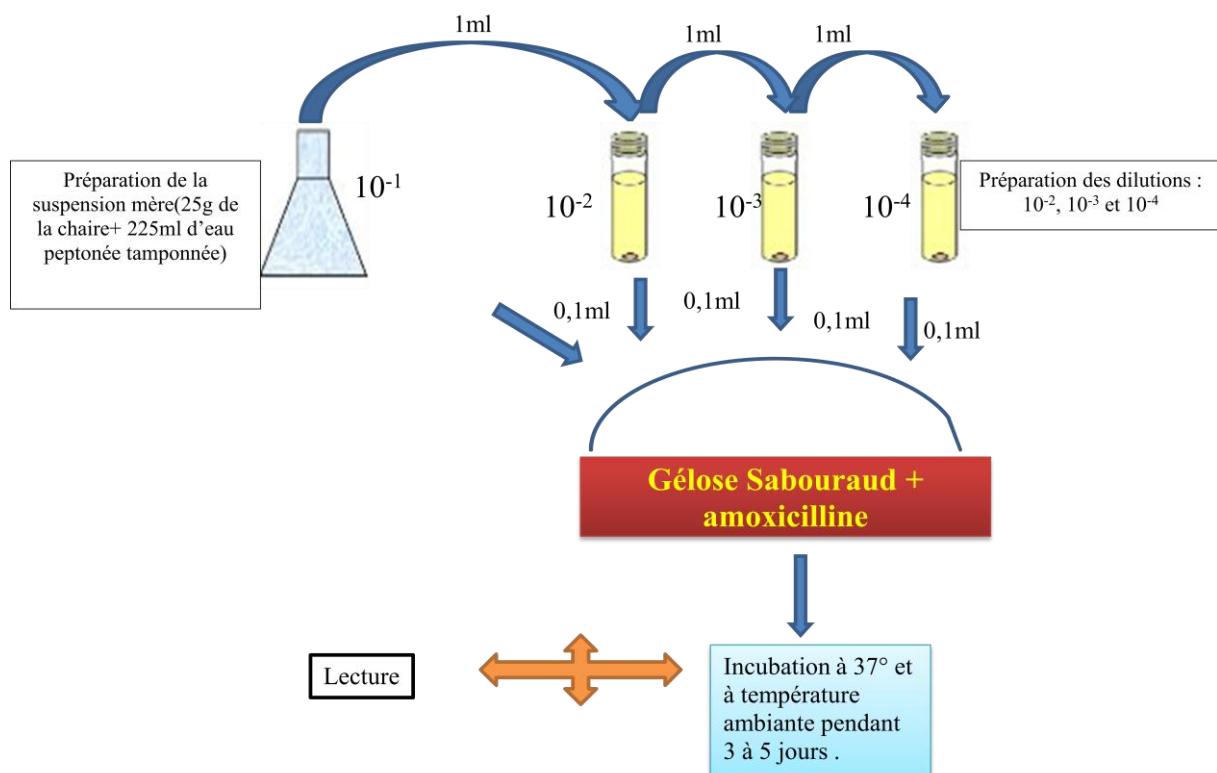 1ml
1ml
1ml
Préparation de la
suspension mère(25g de
la chaire+ 225ml d’eau
peptonée tamponnée)
10-1
10-2
10-3
10-4
Préparation des dilutions :
10-2, 10-3 et 10-4
0,1ml
0,1ml
0,1ml
0,1ml
Gélose Sabouraud +
amoxicilline
Lecture
Incubation à 37° et
à température
ambiante pendant
3 à 5 jours .